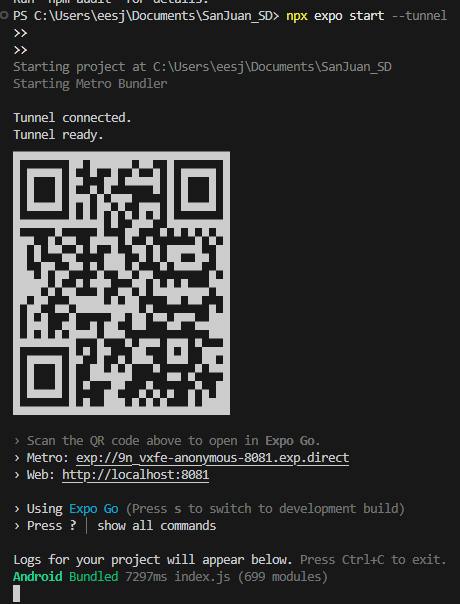 Run `npm audit` for details.
PS C:\Users\eesj\Documents\SanJuan_SD> npx expo start --tunnel
>>
>>
Starting project at C:\Users\eesj\Documents\SanJuan_SD
Starting Metro Bundler
Tunnel connected.
Tunnel ready.
› Scan the QR code above to open in Expo Go.
› Metro: exp://9n_vxfe-anonymous-8081.exp.direct
› Web: http://localhost:8081
› Using Expo Go (Press s to switch to development build)
› Press ? │ show all commands
Logs for your project will appear below. Press Ctrl+C to exit.
Android Bundled 7297ms index.js (699 modules)